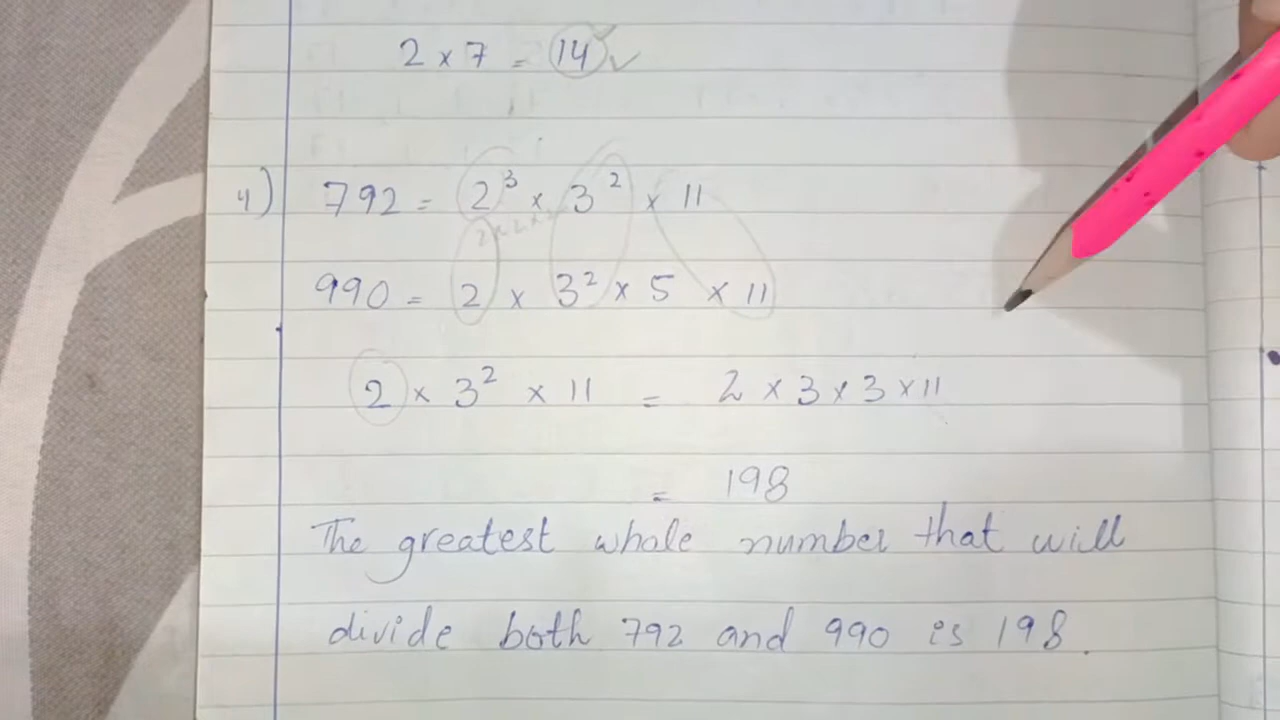 2 × 7 = 14 ✓
4) 792 = 2³ × 3² × 11
990 = 2 × 3² × 5 × 11
2 × 3² × 11 = 2 × 3 × 3 × 11
= 198
The greatest whole number that will
divide both 792 and 990 is 198.